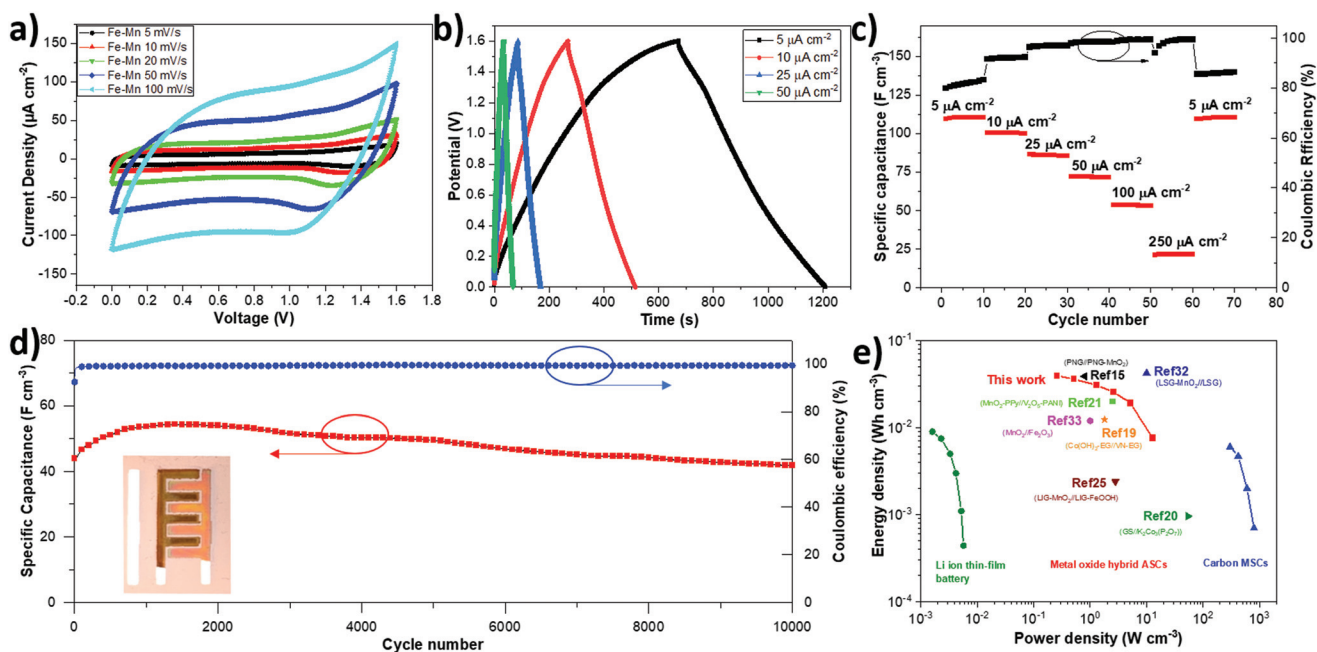 a)
Fe-Mn 5 mV/s
Fe-Mn 10 mV/s
Fe-Mn 20 mV/s
Fe-Mn 50 mV/s
Fe-Mn 100 mV/s
Current Density (µA cm⁻²)
150
100
50
0
-50
-100
-150
-0.2 0.0 0.2 0.4 0.6 0.8 1.0 1.2 1.4 1.6 1.8
Voltage (V)
b)
5 µA cm⁻²
10 µA cm⁻²
25 µA cm⁻²
50 µA cm⁻²
Potential (V)
1.8
1.6
1.4
1.2
1.0
0.8
0.6
0.4
0.2
0.0
0 200 400 600 800 1000 1200
Time (s)
c)
Specific capacitance (F cm⁻³)
150
125
100
75
50
25
0
5 µA cm⁻²
10 µA cm⁻²
25 µA cm⁻²
50 µA cm⁻²
100 µA cm⁻²
250 µA cm⁻²
5 µA cm⁻²
100
80
60
40
20
0
Coulombic Rfficiency (%)
0 10 20 30 40 50 60 70 80
Cycle number
d)
Specific Capacitance (F cm⁻³)
80
60
40
20
0
100
80
60
40
20
0
Coulombic efficiency (%)
0 2000 4000 6000 8000 10000
Cycle number
e)
Energy density (Wh cm⁻³)
10⁻¹
10⁻²
10⁻³
10⁻⁴
(PNG//PNG-MnO₂)
Ref15
Ref32
(LSG-MnO₂//LSG)
This work
(MnO₂-PPy//V₂O₅-PANI) Ref21
Ref33
(MnO₂//Fe₂O₃)
Ref19
(Co(OH)₂-EG//VN-EG)
Ref25
(LIG-MnO₂//LIG-FeOOH)
Ref20
(GS//K₂Co₃(P₂O₇))
Li ion thin-film
battery
Metal oxide hybrid ASCs
Carbon MSCs
10⁻³ 10⁻² 10⁻¹ 10⁰ 10¹ 10² 10³
Power density (W cm⁻³)